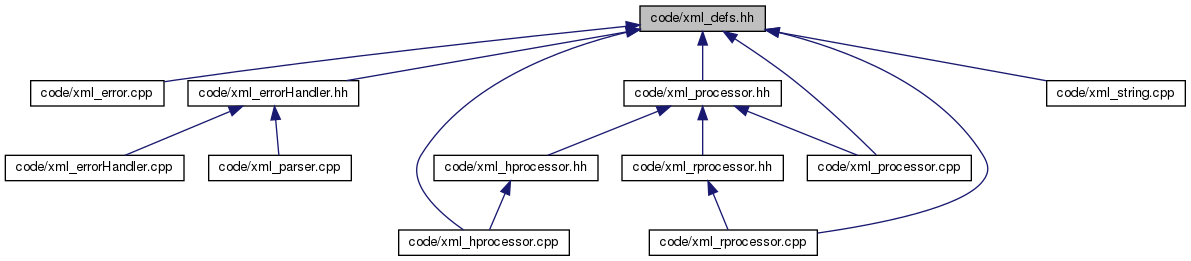 code/xml_defs.hh
code/xml_error.cpp
code/xml_errorHandler.hh
code/xml_processor.hh
code/xml_string.cpp
code/xml_errorHandler.cpp
code/xml_parser.cpp
code/xml_hprocessor.hh
code/xml_rprocessor.hh
code/xml_processor.cpp
code/xml_hprocessor.cpp
code/xml_rprocessor.cpp